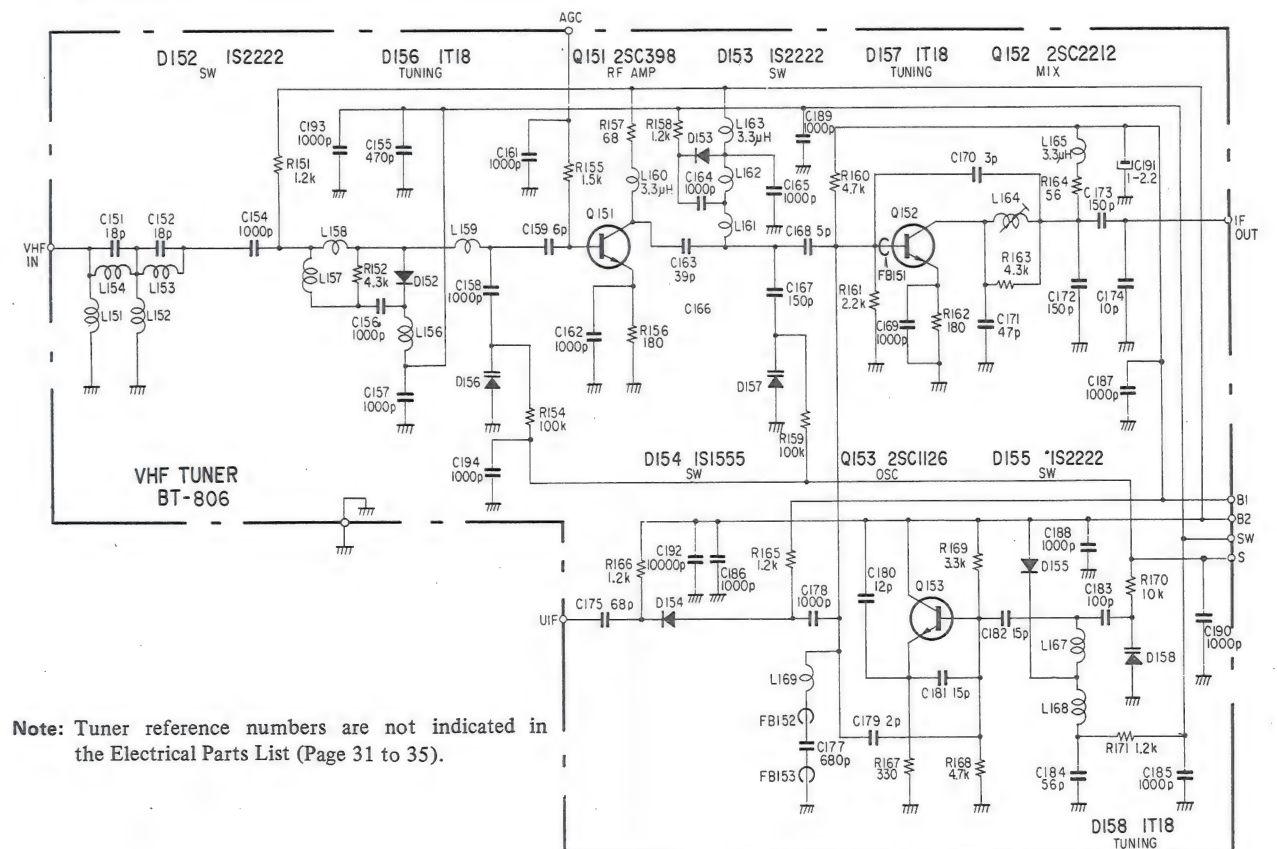 AGC
D152 1S2222
SW
D156 1T18
TUNING
Q151 2SC398
RF AMP
D153 1S2222
SW
D157 1T18
TUNING
Q152 2SC2212
MIX
C193
1000p
C155
470p
R151
1.2k
C161
1000p
R155
1.5k
R157
68
R158
1.2k
D153
L163
3.3μH
C189
1000p
L160
3.3μH
C164
1000p
L162
C165
1000p
L161
R160
4.7k
C170 3p
L165
3.3μH
R164
56
C191
1-2.2
C173
150p
L164
C151
18p
C152
18p
C154
1000p
L158
L159
C159 6p
Q151
C163
39p
C168 5p
Q152
FB151
R163
4.3k
VHF
IN
IF
OUT
L154
L153
L157
R152
4.3k
D152
C158
1000p
L151
L152
C156
1000p
L156
C162
1000p
R156
180
C166
C167
150p
R161
2.2k
C169
1000p
R162
180
C171
47p
C172
150p
C174
10p
C157
1000p
D156
R154
100k
D157
R159
100k
C187
1000p
C194
1000p
VHF TUNER
BT-806
D154 1S1555
SW
Q153 2SC1126
OSC
D155 1S2222
SW
B1
B2
SW
S
R166
1.2k
C192
10000p
C186
1000p
R165
1.2k
C178
1000p
C180
12p
Q153
R169
3.3k
D155
C188
1000p
C183
100p
R170
10k
C190
1000p
UIF
C175 68p
D154
C182 15p
L167
D158
L169
C181 15p
L168
FB152
C179 2p
C177
680p
FB153
R167
330
R168
4.7k
R171 1.2k
C184
56p
C185
1000p
D158 1T18
TUNING
Note: Tuner reference numbers are not indicated in
the Electrical Parts List (Page 31 to 35).